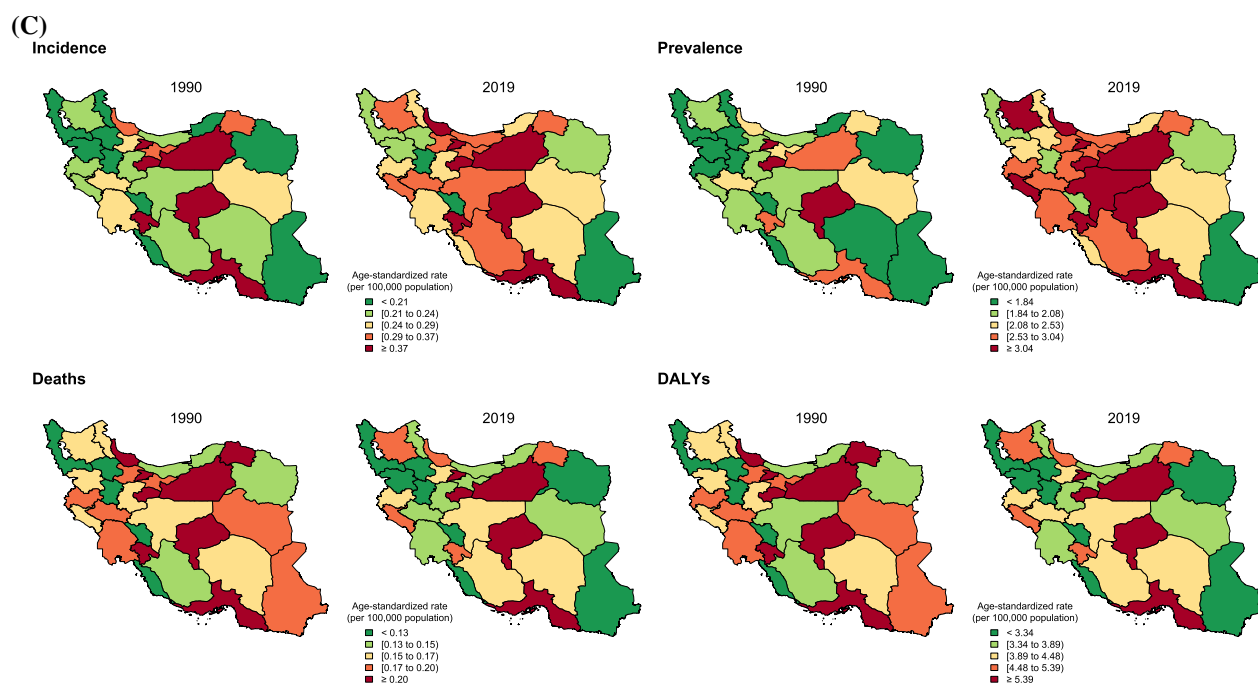 (C)
Incidence
Prevalence
1990
2019
1990
2019
Age-standardized rate
(per 100,000 population)
< 0.21
[0.21 to 0.24)
[0.24 to 0.29)
[0.29 to 0.37)
≥ 0.37
Age-standardized rate
(per 100,000 population)
< 1.84
[1.84 to 2.08)
[2.08 to 2.53)
[2.53 to 3.04)
≥ 3.04
Deaths
DALYs
1990
2019
1990
2019
Age-standardized rate
(per 100,000 population)
< 0.13
[0.13 to 0.15)
[0.15 to 0.17)
[0.17 to 0.20)
≥ 0.20
Age-standardized rate
(per 100,000 population)
< 3.34
[3.34 to 3.89)
[3.89 to 4.48)
[4.48 to 5.39)
≥ 5.39